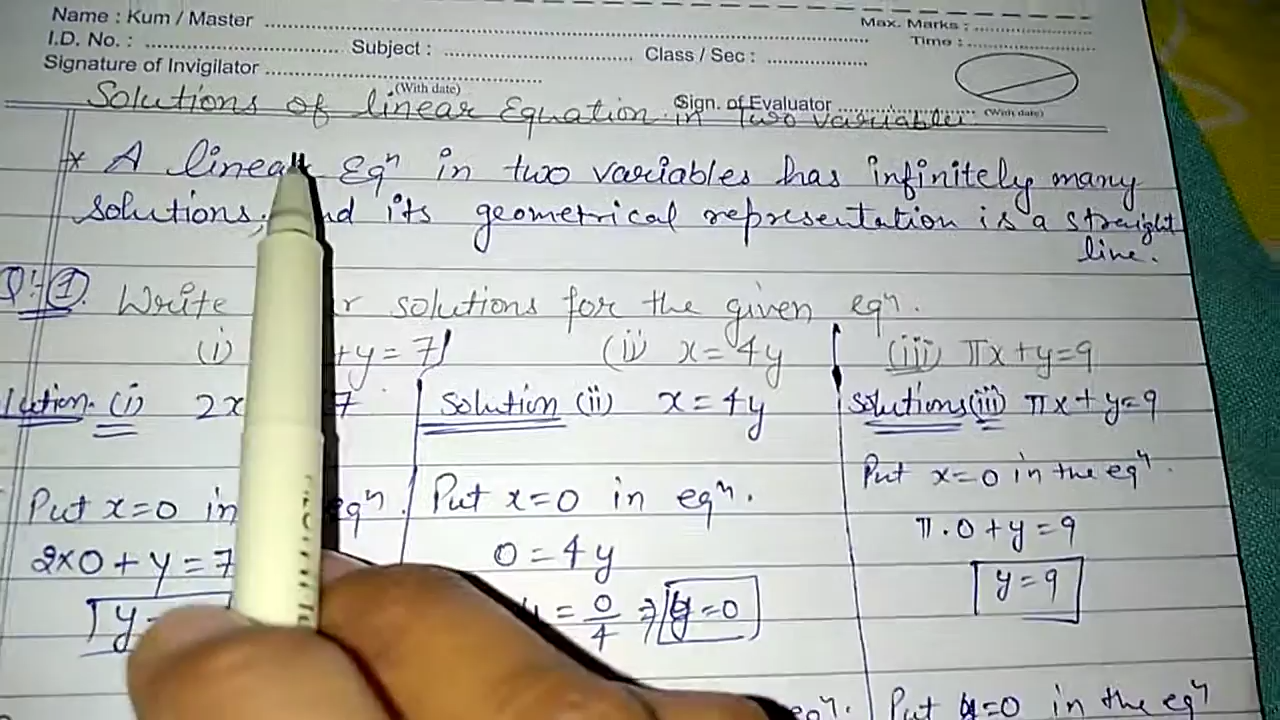 Name : Kum / Master
Max. Marks :
I.D. No. : Subject : Class / Sec : Time :
Signature of Invigilator
(With date)
Sign. of Evaluator
(With date)
Solutions of linear Equation in Two variables
* A linear Eqⁿ in two variables has infinitely many
solutions, its geometrical representation is a straight
line.
Q:-(1). Write solutions for the given eqⁿ.
(i) +y = 7 (ii) x = 4y (iii) πx+y=9
(i) 2x 7
Put x=0 in eqⁿ.
2×0 + y = 7
y
Solution (ii) x = 4y
Put x=0 in eqⁿ.
0 = 4y
= 0/4 ⇒ y=0
eqⁿ.
Solutions(iii) πx + y=9
Put x=0 in the eqⁿ.
π.0 + y = 9
y = 9
Put y=0 in the eqⁿ